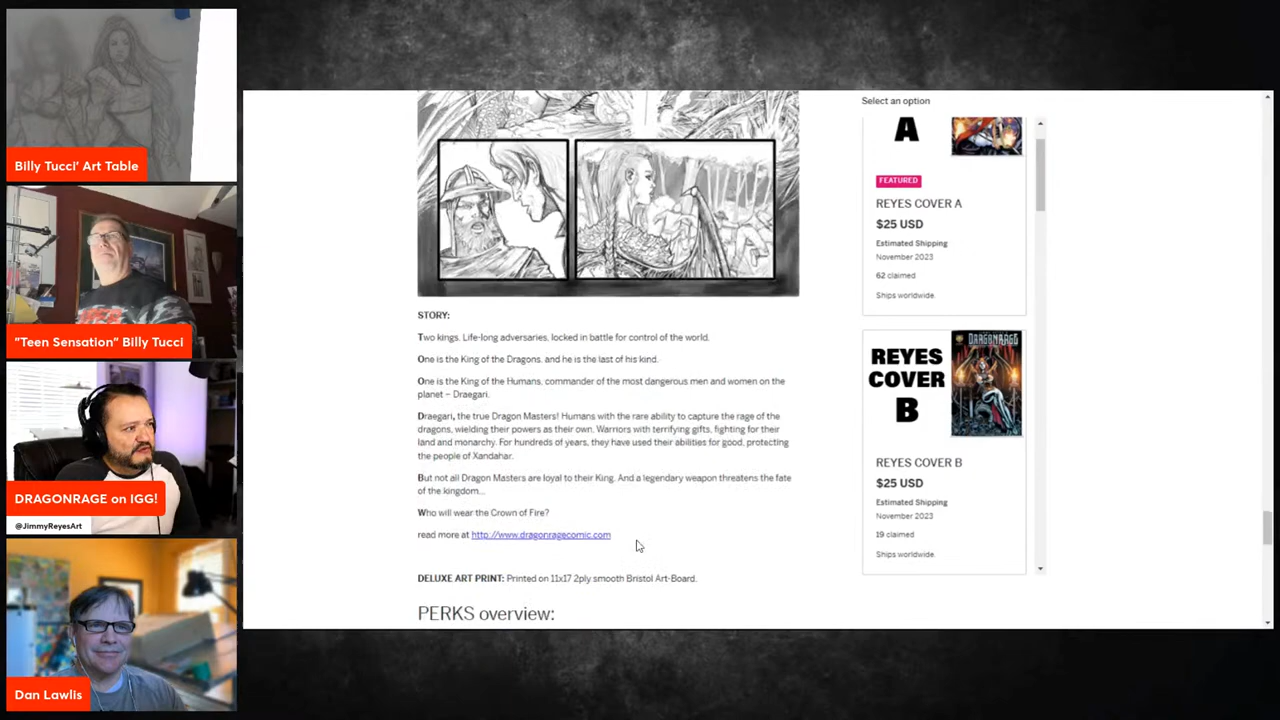 Billy Tucci' Art Table
"Teen Sensation" Billy Tucci
DRAGONRAGE on IGG!
@JimmyReyesArt
Dan Lawlis
STORY:
Two kings. Life-long adversaries, locked in battle for control of the world.
One is the King of the Dragons, and he is the last of his kind.
One is the King of the Humans, commander of the most dangerous men and women on the
planet – Draegari.
Draegari, the true Dragon Masters! Humans with the rare ability to capture the rage of the
dragons, wielding their powers as their own. Warriors with terrifying gifts, fighting for their
land and monarchy. For hundreds of years, they have used their abilities for good, protecting
the people of Xandahar.
But not all Dragon Masters are loyal to their King. And a legendary weapon threatens the fate
of the kingdom...
Who will wear the Crown of Fire?
read more at http://www.dragonragecomic.com
DELUXE ART PRINT: Printed on 11x17 2ply smooth Bristol Art-Board.
PERKS overview:
Select an option
A
FEATURED
REYES COVER A
$25 USD
Estimated Shipping
November 2023
62 claimed
Ships worldwide.
REYES
COVER
B
DRAGONRAGE
REYES COVER B
$25 USD
Estimated Shipping
November 2023
19 claimed
Ships worldwide.